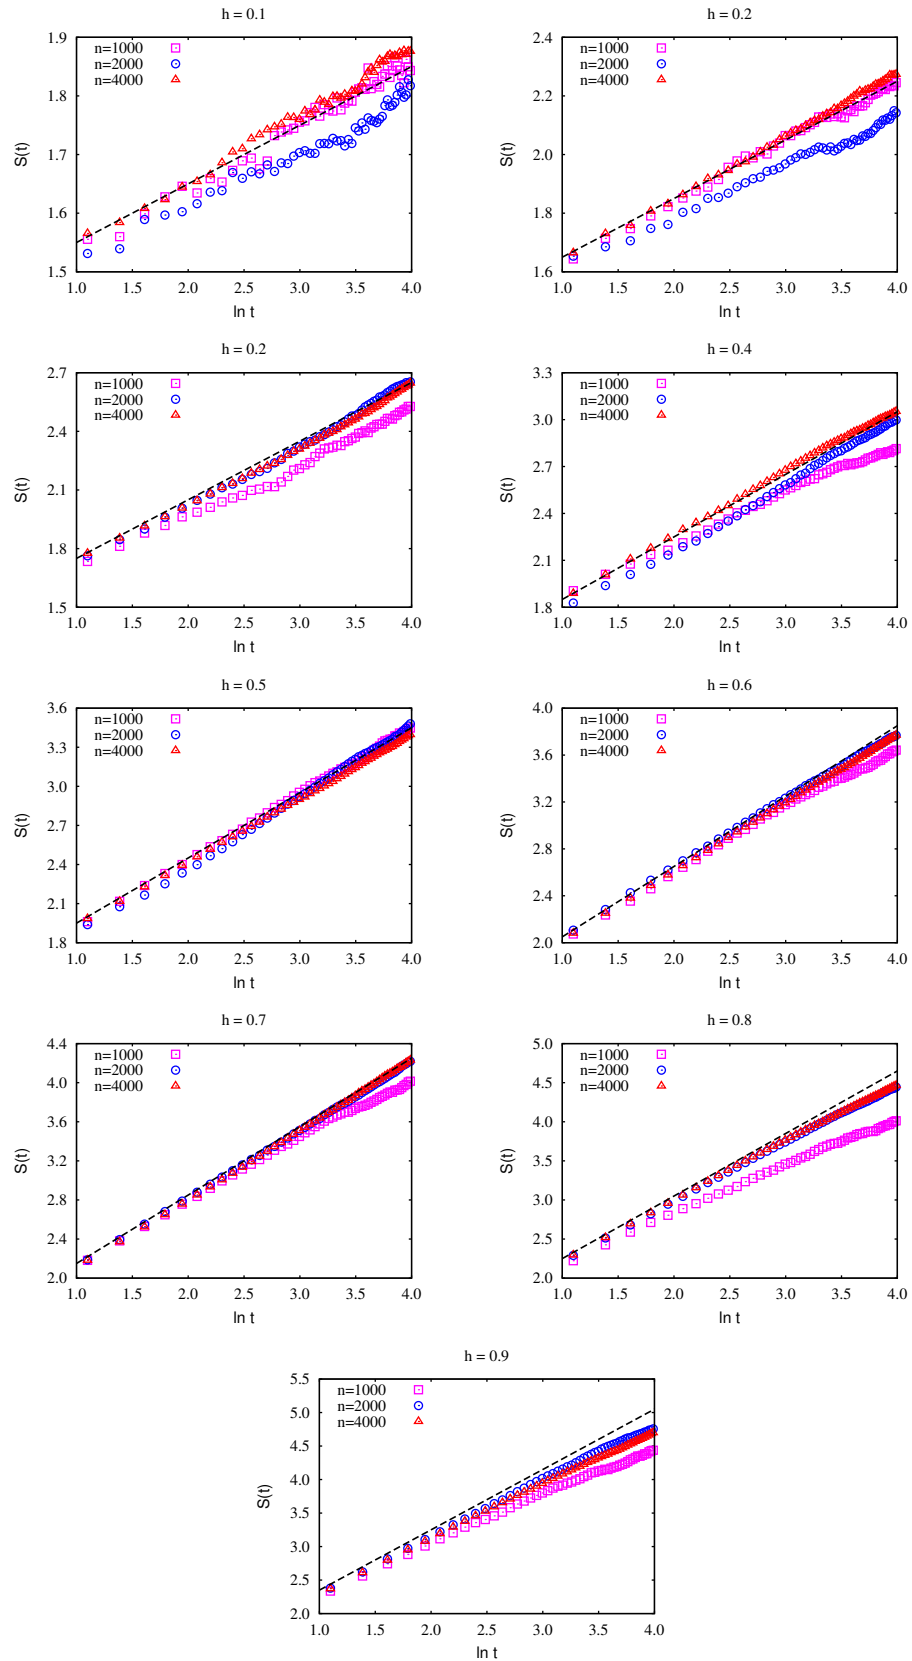 h = 0.1
1.9
1.8
1.7
1.6
1.5
S(t)
n=1000
n=2000
n=4000
1.0 1.5 2.0 2.5 3.0 3.5 4.0
ln t
h = 0.2
2.4
2.2
2.0
1.8
1.6
S(t)
n=1000
n=2000
n=4000
1.0 1.5 2.0 2.5 3.0 3.5 4.0
ln t
h = 0.2
2.7
2.4
2.1
1.8
1.5
S(t)
n=1000
n=2000
n=4000
1.0 1.5 2.0 2.5 3.0 3.5 4.0
ln t
h = 0.4
3.3
3.0
2.7
2.4
2.1
1.8
S(t)
n=1000
n=2000
n=4000
1.0 1.5 2.0 2.5 3.0 3.5 4.0
ln t
h = 0.5
3.6
3.3
3.0
2.7
2.4
2.1
1.8
S(t)
n=1000
n=2000
n=4000
1.0 1.5 2.0 2.5 3.0 3.5 4.0
ln t
h = 0.6
4.0
3.6
3.2
2.8
2.4
2.0
S(t)
n=1000
n=2000
n=4000
1.0 1.5 2.0 2.5 3.0 3.5 4.0
ln t
h = 0.7
4.4
4.0
3.6
3.2
2.8
2.4
2.0
S(t)
n=1000
n=2000
n=4000
1.0 1.5 2.0 2.5 3.0 3.5 4.0
ln t
h = 0.8
5.0
4.5
4.0
3.5
3.0
2.5
2.0
S(t)
n=1000
n=2000
n=4000
1.0 1.5 2.0 2.5 3.0 3.5 4.0
ln t
h = 0.9
5.5
5.0
4.5
4.0
3.5
3.0
2.5
2.0
S(t)
n=1000
n=2000
n=4000
1.0 1.5 2.0 2.5 3.0 3.5 4.0
ln t